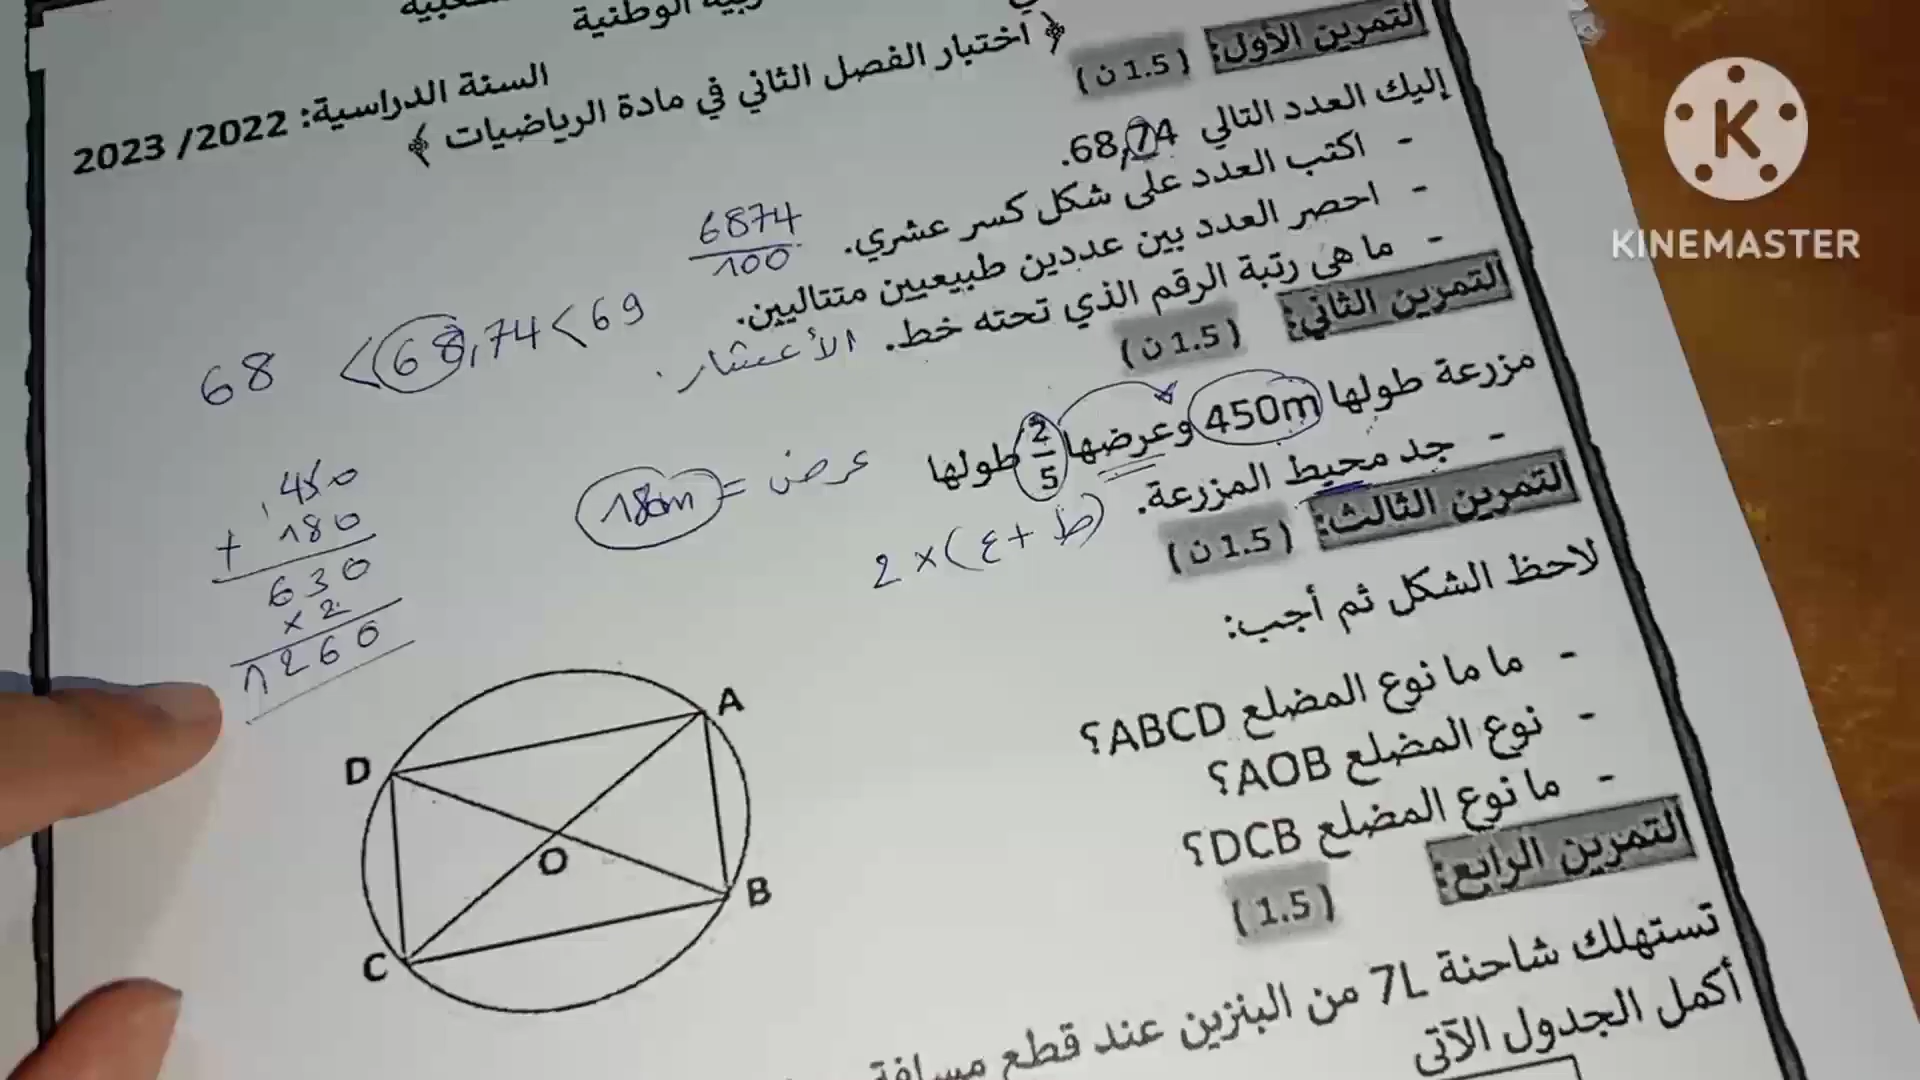 الوطنية
السنة الدراسية: 2022/ 2023
﴿ اختبار الفصل الثاني في مادة الرياضيات ﴾
التمرين الأول: ( 1.5 ن )
إليك العدد التالي 68,74.
- اكتب العدد على شكل كسر عشري.
6874
100
- احصر العدد بين عددين طبيعيين متتاليين.
68 < 68,74 < 69
- ما هي رتبة الرقم الذي تحته خط. الأعشار.
التمرين الثاني: ( 1.5 ن )
مزرعة طولها 450m وعرضها 2/5 طولها
عرض = 180m
- جد محيط المزرعة.
2 × (ع + ط)
450
+ 180
630
× 2
1260
التمرين الثالث: ( 1.5 ن )
لاحظ الشكل ثم أجب:
- ما ما نوع المضلع ABCD؟
- نوع المضلع AOB؟
- ما نوع المضلع DCB؟
A
D
O
B
C
التمرين الرابع:
( 1.5 )
تستهلك شاحنة 7L من البنزين عند قطع مسافة
أكمل الجدول الآتي
K
KINEMASTER